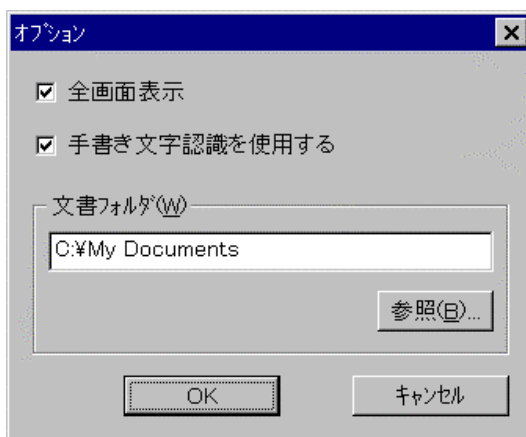 オプション
全画面表示
手書き文字認識を使用する
文書フォルダ(W)
C:¥My Documents
参照(B)...
OK
キャンセル